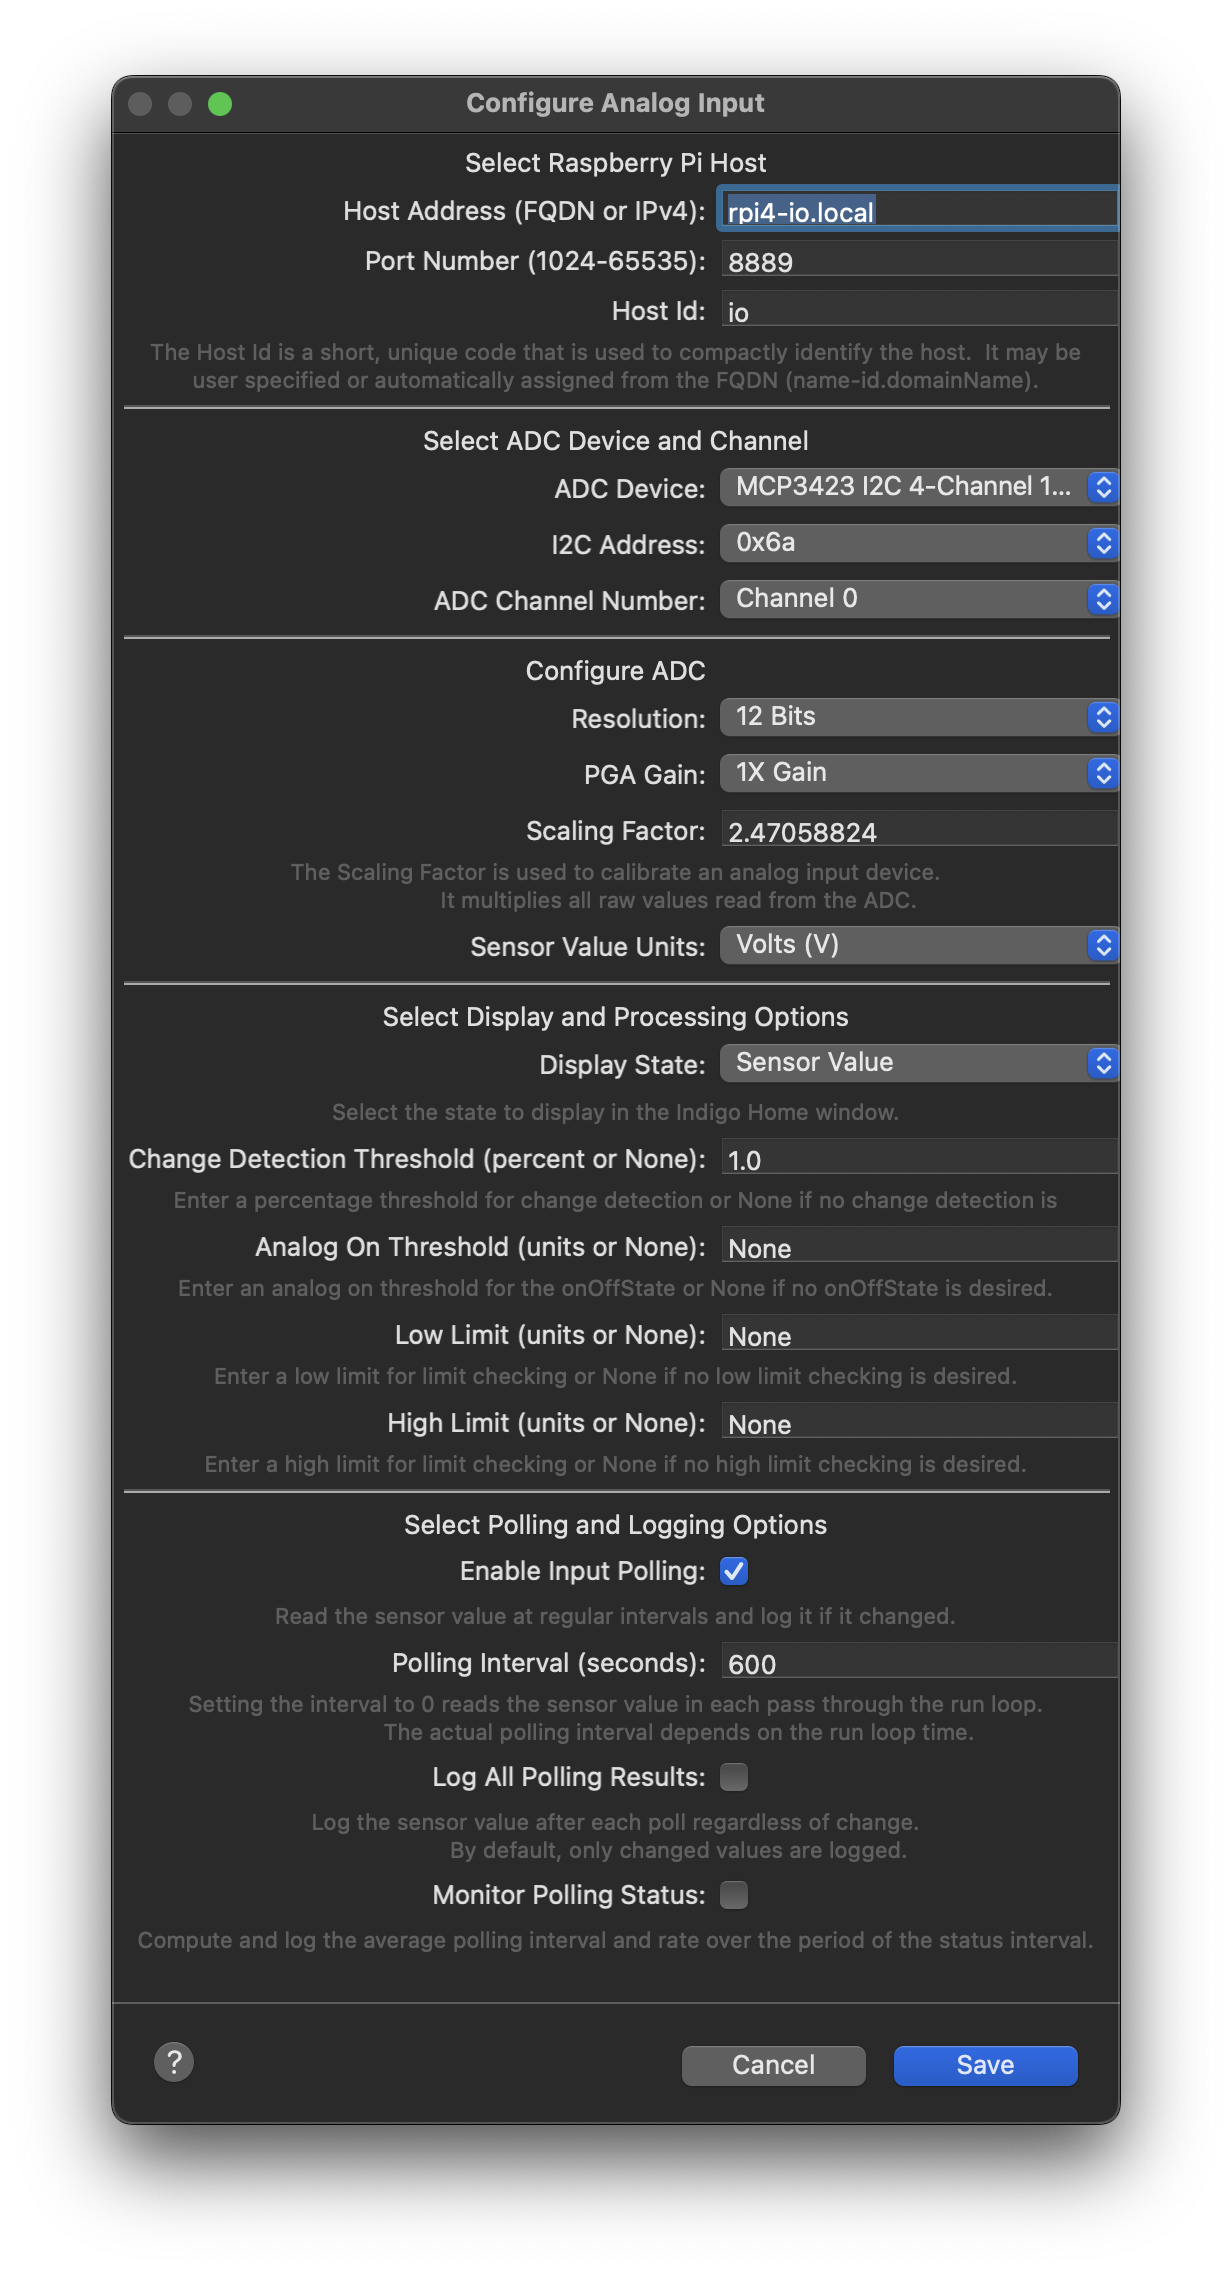 Configure Analog Input
Select Raspberry Pi Host
Host Address (FQDN or IPv4): rpi4-io.local
Port Number (1024-65535): 8889
Host Id: io
The Host Id is a short, unique code that is used to compactly identify the host.  It may be
user specified or automatically assigned from the FQDN (name-id.domainName).
Select ADC Device and Channel
ADC Device: MCP3423 I2C 4-Channel 1...
I2C Address: 0x6a
ADC Channel Number: Channel 0
Configure ADC
Resolution: 12 Bits
PGA Gain: 1X Gain
Scaling Factor: 2.47058824
The Scaling Factor is used to calibrate an analog input device.
It multiplies all raw values read from the ADC.
Sensor Value Units: Volts (V)
Select Display and Processing Options
Display State: Sensor Value
Select the state to display in the Indigo Home window.
Change Detection Threshold (percent or None): 1.0
Enter a percentage threshold for change detection or None if no change detection is
Analog On Threshold (units or None): None
Enter an analog on threshold for the onOffState or None if no onOffState is desired.
Low Limit (units or None): None
Enter a low limit for limit checking or None if no low limit checking is desired.
High Limit (units or None): None
Enter a high limit for limit checking or None if no high limit checking is desired.
Select Polling and Logging Options
Enable Input Polling:
Read the sensor value at regular intervals and log it if it changed.
Polling Interval (seconds): 600
Setting the interval to 0 reads the sensor value in each pass through the run loop.
The actual polling interval depends on the run loop time.
Log All Polling Results:
Log the sensor value after each poll regardless of change.
By default, only changed values are logged.
Monitor Polling Status:
Compute and log the average polling interval and rate over the period of the status interval.
? Cancel Save